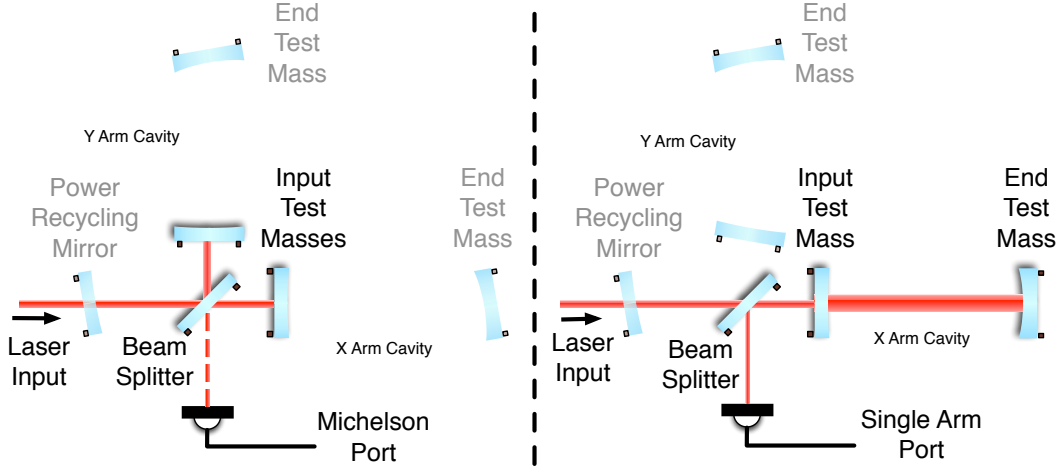 End
Test
Mass
Y Arm Cavity
Power
Recycling
Mirror
Input
Test
Masses
End
Test
Mass
Laser
Input
Beam
Splitter
X Arm Cavity
Michelson
Port
End
Test
Mass
Y Arm Cavity
Power
Recycling
Mirror
Input
Test
Mass
End
Test
Mass
Laser
Input
Beam
Splitter
X Arm Cavity
Single Arm
Port